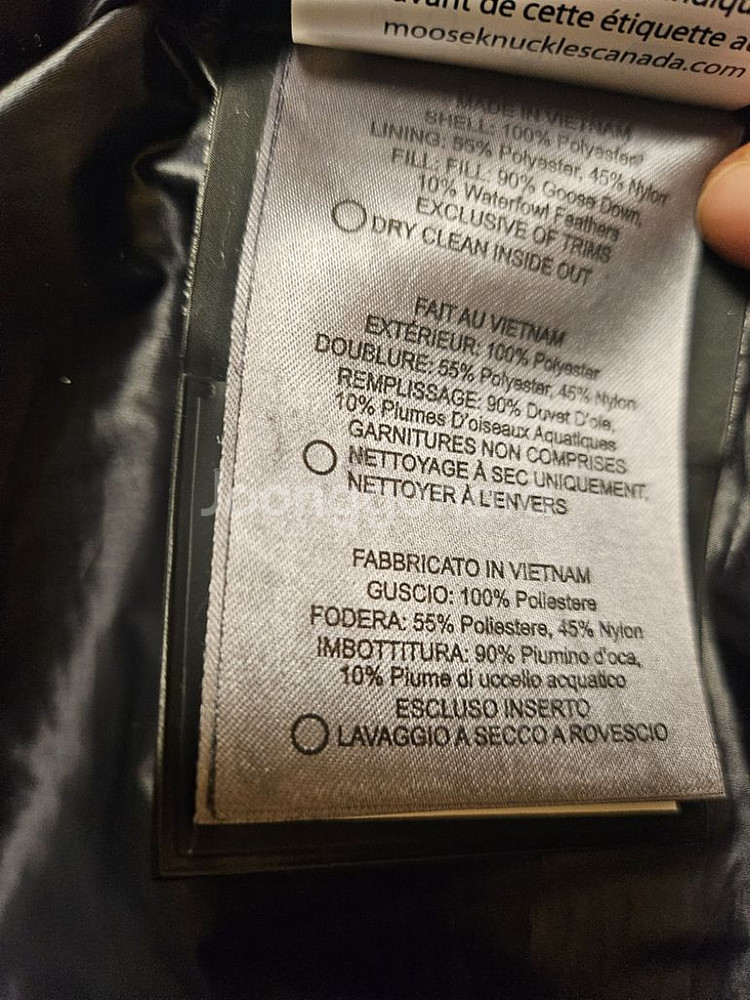 avant de cette étiquette a
mooseknucklescanada.com
MADE IN VIETNAM
SHELL: 100% Polyester
LINING: 55% Polyester, 45% Nylon
FILL: FILL: 90% Goose Down,
10% Waterfowl Feathers
EXCLUSIVE OF TRIMS
DRY CLEAN INSIDE OUT
FAIT AU VIETNAM
EXTÉRIEUR: 100% Polyester
DOUBLURE: 55% Polyester, 45% Nylon
REMPLISSAGE: 90% Duvet D'oie,
10% Plumes D'oiseaux Aquatiques
GARNITURES NON COMPRISES
NETTOYAGE À SEC UNIQUEMENT,
NETTOYER À L'ENVERS
FABBRICATO IN VIETNAM
GUSCIO: 100% Poliestere
FODERA: 55% Poliestere, 45% Nylon
IMBOTTITURA: 90% Piumino d'oca,
10% Piume di uccello acquatico
ESCLUSO INSERTO
LAVAGGIO A SECCO A ROVESCIO